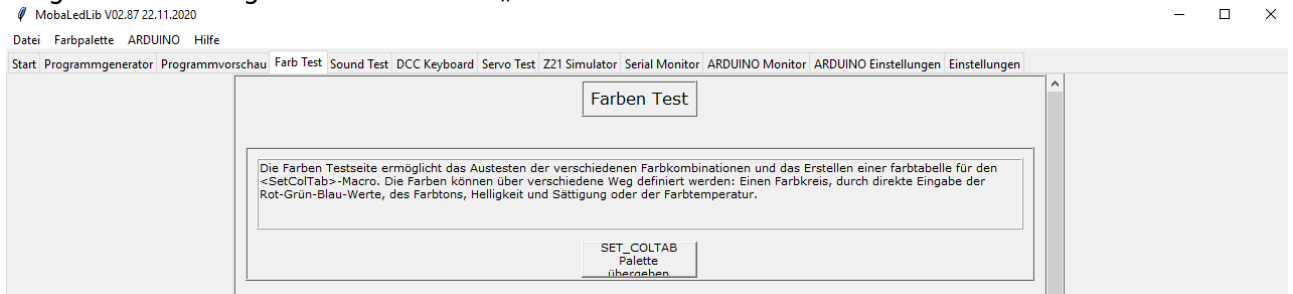 MobaLedLib V02.87 22.11.2020
Datei Farbpalette ARDUINO Hilfe
Start Programmgenerator Programmvorschau Farb Test Sound Test DCC Keyboard Servo Test Z21 Simulator Serial Monitor ARDUINO Monitor ARDUINO Einstellungen Einstellungen
Farben Test
Die Farben Testseite ermöglicht das Austesten der verschiedenen Farbkombinationen und das Erstellen einer farbtabelle für den
<SetColTab>-Macro. Die Farben können über verschiedene Weg definiert werden: Einen Farbkreis, durch direkte Eingabe der
Rot-Grün-Blau-Werte, des Farbtons, Helligkeit und Sättigung oder der Farbtemperatur.
SET_COLTAB
Palette
übergeben